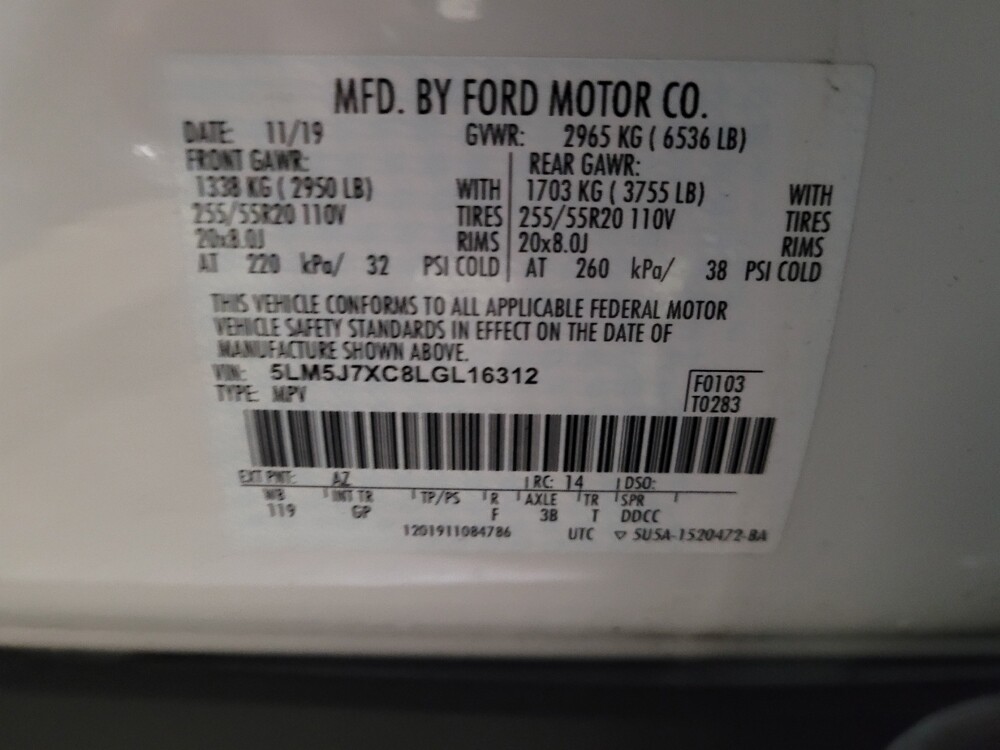 MFD. BY FORD MOTOR CO.
DATE: 11/19 GVWR: 2965 KG ( 6536 LB)
FRONT GAWR: REAR GAWR:
1338 KG ( 2950 LB) WITH 1703 KG ( 3755 LB) WITH
255/55R20 110V TIRES 255/55R20 110V TIRES
20x8.0J RIMS 20x8.0J RIMS
AT 220 kPa/ 32 PSI COLD AT 260 kPa/ 38 PSI COLD
THIS VEHICLE CONFORMS TO ALL APPLICABLE FEDERAL MOTOR
VEHICLE SAFETY STANDARDS IN EFFECT ON THE DATE OF
MANUFACTURE SHOWN ABOVE.
VIN: 5LM5J7XC8LGL16312
TYPE: MPV
F0103
T0283
EXT PNT: AZ RC: 14 DSO:
WB INT TR TP/PS R AXLE TR SPR
119 GP F 3B T DDCC
1201911084786 UTC ▽ SU5A-1520472-BA